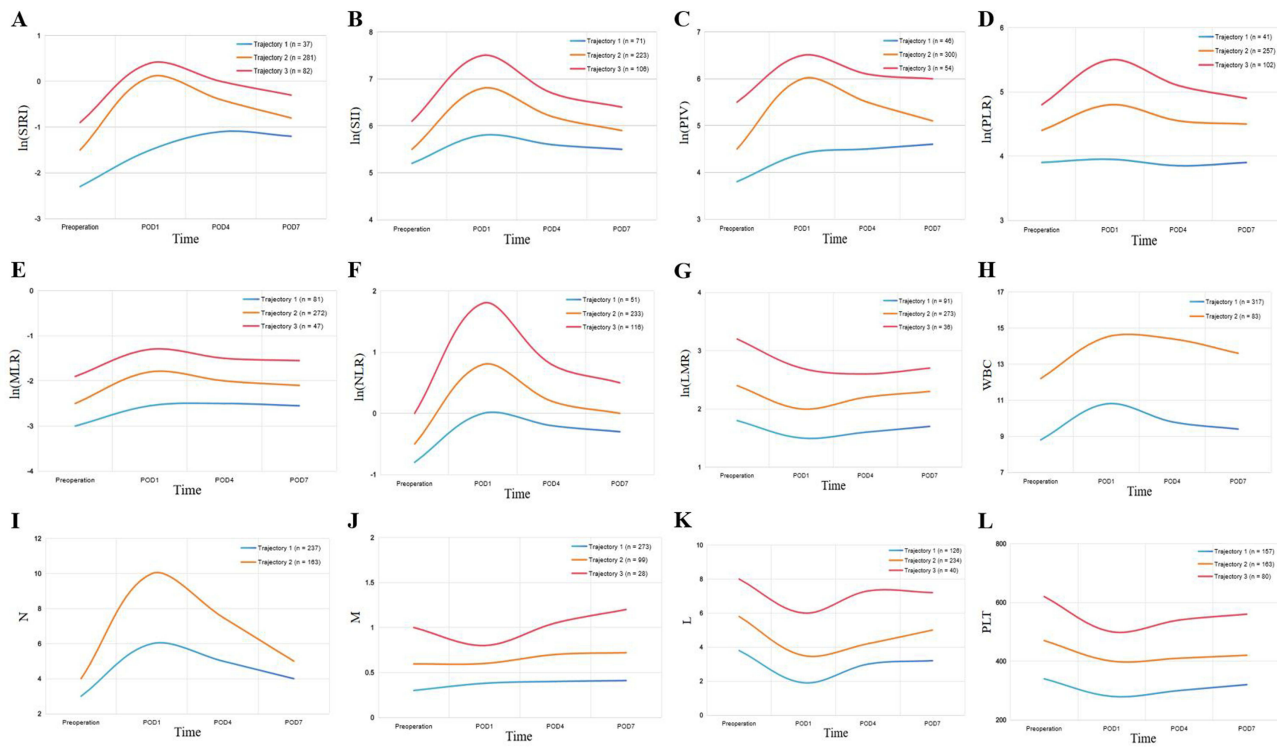 A
ln(SIRI)
1
0
-1
-2
-3
Trajectory 1 (n = 37)
Trajectory 2 (n = 281)
Trajectory 3 (n = 82)
Preoperation POD1 POD4 POD7
Time
B
ln(SII)
8
7
6
5
4
Trajectory 1 (n = 71)
Trajectory 2 (n = 223)
Trajectory 3 (n = 106)
Preoperation POD1 POD4 POD7
Time
C
ln(PIV)
7
6
5
4
3
Trajectory 1 (n = 46)
Trajectory 2 (n = 300)
Trajectory 3 (n = 54)
Preoperation POD1 POD4 POD7
Time
D
ln(PLR)
6
5
4
3
Trajectory 1 (n = 41)
Trajectory 2 (n = 257)
Trajectory 3 (n = 102)
Preoperation POD1 POD4 POD7
Time
E
ln(MLR)
0
-1
-2
-3
-4
Trajectory 1 (n = 81)
Trajectory 2 (n = 272)
Trajectory 3 (n = 47)
Preoperation POD1 POD4 POD7
Time
F
ln(NLR)
2
1
0
-1
Trajectory 1 (n = 51)
Trajectory 2 (n = 233)
Trajectory 3 (n = 116)
Preoperation POD1 POD4 POD7
Time
G
ln(LMR)
4
3
2
1
Trajectory 1 (n = 91)
Trajectory 2 (n = 273)
Trajectory 3 (n = 36)
Preoperation POD1 POD4 POD7
Time
H
WBC
17
15
13
11
9
7
Trajectory 1 (n = 317)
Trajectory 2 (n = 83)
Preoperation POD1 POD4 POD7
Time
I
N
12
10
8
6
4
2
Trajectory 1 (n = 237)
Trajectory 2 (n = 163)
Preoperation POD1 POD4 POD7
Time
J
M
2
1.5
1
0.5
0
Trajectory 1 (n = 273)
Trajectory 2 (n = 99)
Trajectory 3 (n = 28)
Preoperation POD1 POD4 POD7
Time
K
L
10
8
6
4
2
0
Trajectory 1 (n = 126)
Trajectory 2 (n = 234)
Trajectory 3 (n = 40)
Preoperation POD1 POD4 POD7
Time
L
PLT
800
600
400
200
Trajectory 1 (n = 157)
Trajectory 2 (n = 163)
Trajectory 3 (n = 80)
Preoperation POD1 POD4 POD7
Time